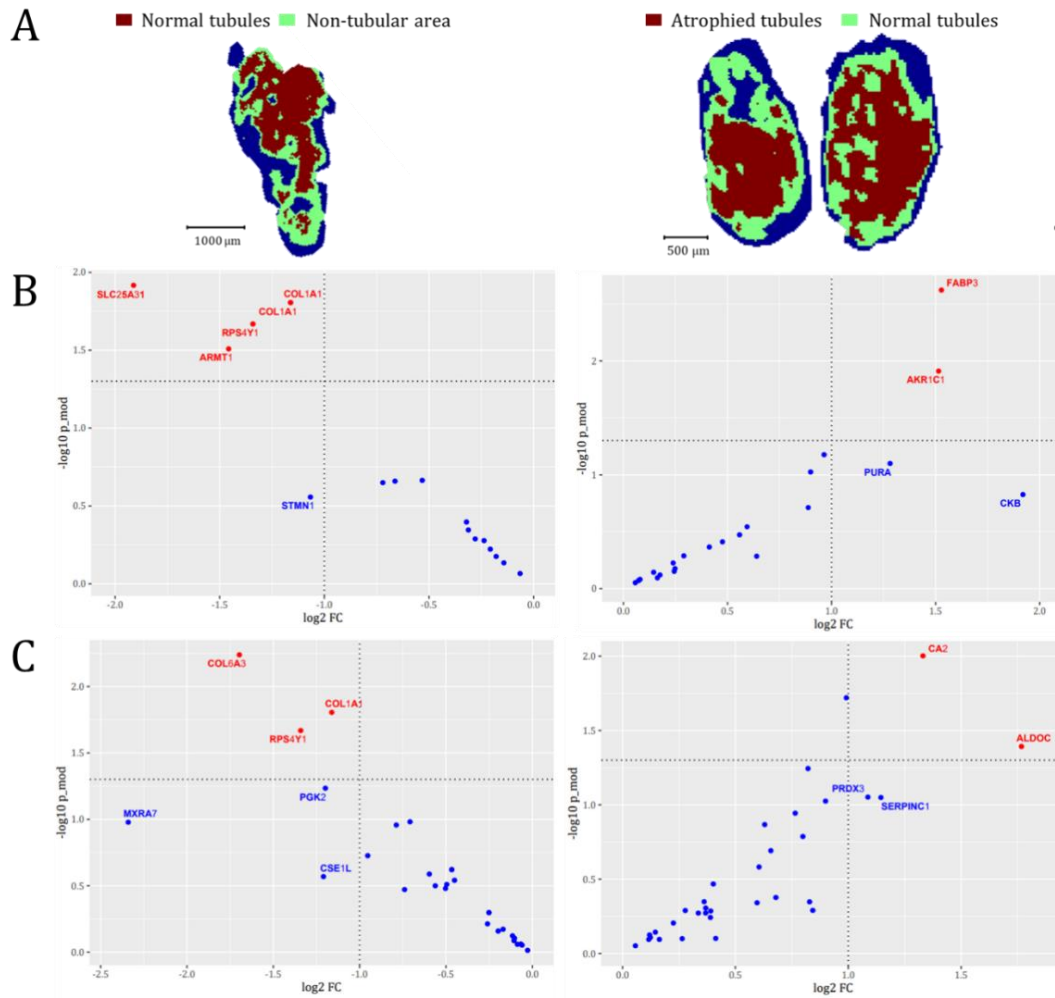 A
Normal tubules Non-tubular area
Atrophied tubules Normal tubules
1000 µm
500 µm
B
2.0
1.5
1.0
0.5
0.0
-log10 p_mod
SLC25A31
COL1A1
COL1A1
RPS4Y1
ARMT1
STMN1
-2.0 -1.5 -1.0 -0.5 0.0
log2 FC
2
1
0
-log10 p_mod
FABP3
AKR1C1
PURA
CKB
0.0 0.5 1.0 1.5 2.0
log2 FC
C
2.0
1.5
1.0
0.5
0.0
-log10 p_mod
COL6A3
COL1A1
RPS4Y1
PGK2
MXRA7
CSE1L
-2.5 -2.0 -1.5 -1.0 -0.5 0.0
log2 FC
2.0
1.5
1.0
0.5
0.0
-log10 p_mod
CA2
ALDOC
PRDX3
SERPINC1
0.0 0.5 1.0 1.5
log2 FC